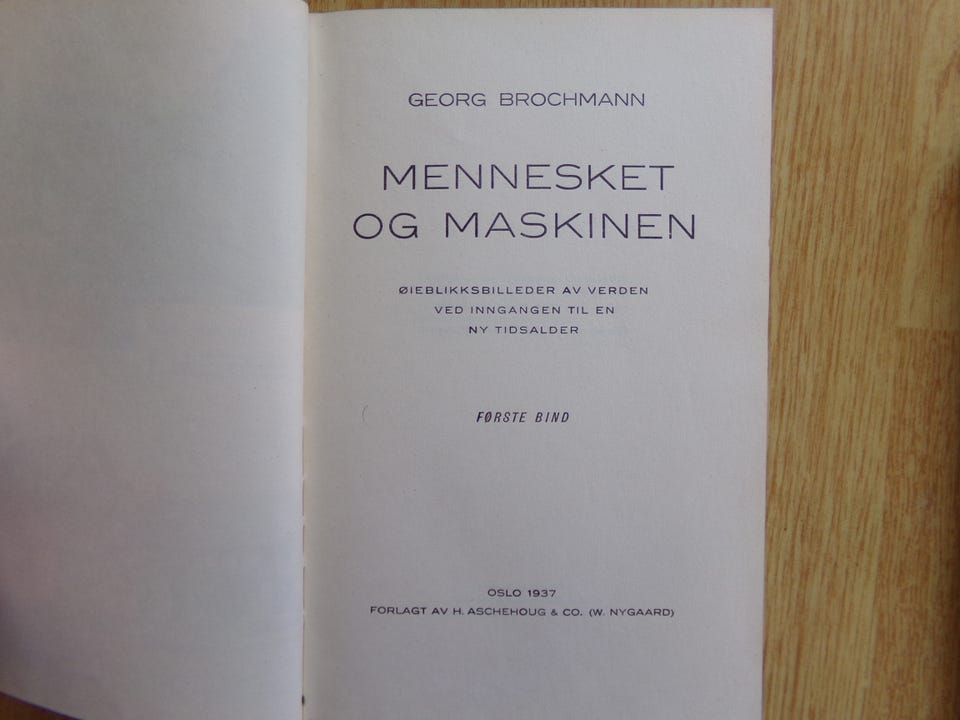 GEORG BROCHMANN
MENNESKET
OG MASKINEN
ØIEBLIKKSBILLEDER AV VERDEN
VED INNGANGEN TIL EN
NY TIDSALDER
FØRSTE BIND
OSLO 1937
FORLAGT AV H. ASCHEHOUG & CO. (W. NYGAARD)